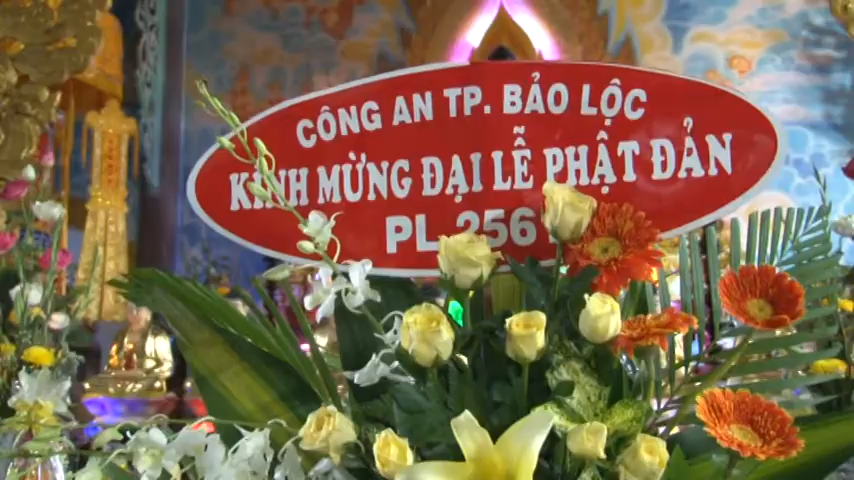 CÔNG AN TP. BẢO LỘC
KÍNH MỪNG ĐẠI LỄ PHẬT ĐẢN
PL 256